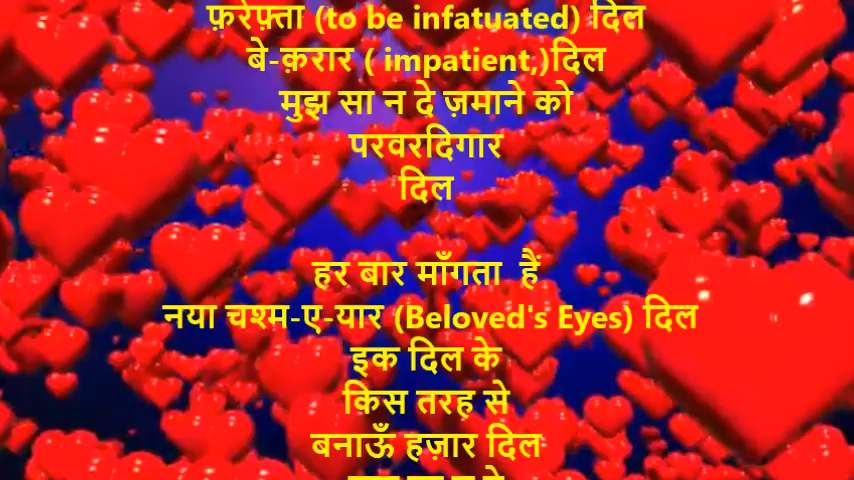 फ़रेफ़्ता (to be infatuated) दिल
बे-क़रार ( impatient,)दिल
मुझ सा न दे ज़माने को
परवरदिगार
दिल
हर बार माँगता हैं
नया चश्म-ए-यार (Beloved's Eyes) दिल
इक दिल के
किस तरह से
बनाऊँ हज़ार दिल